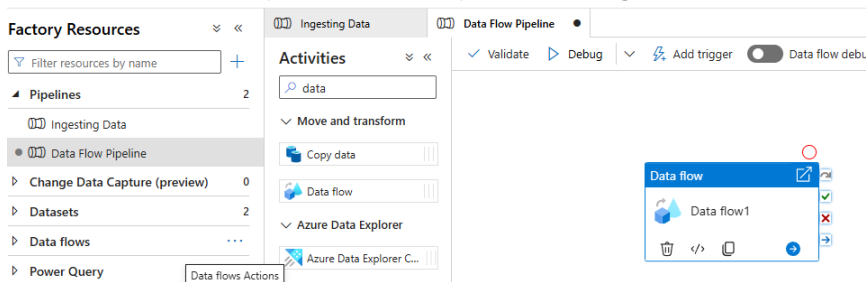 Factory Resources
Filter resources by name
Pipelines 2
Ingesting Data
Data Flow Pipeline
Change Data Capture (preview) 0
Datasets 2
Data flows
Power Query
Data flows Actions
Ingesting Data
Data Flow Pipeline
Activities
data
Move and transform
Copy data
Data flow
Azure Data Explorer
Azure Data Explorer C...
Validate Debug Add trigger Data flow debu
Data flow
Data flow1